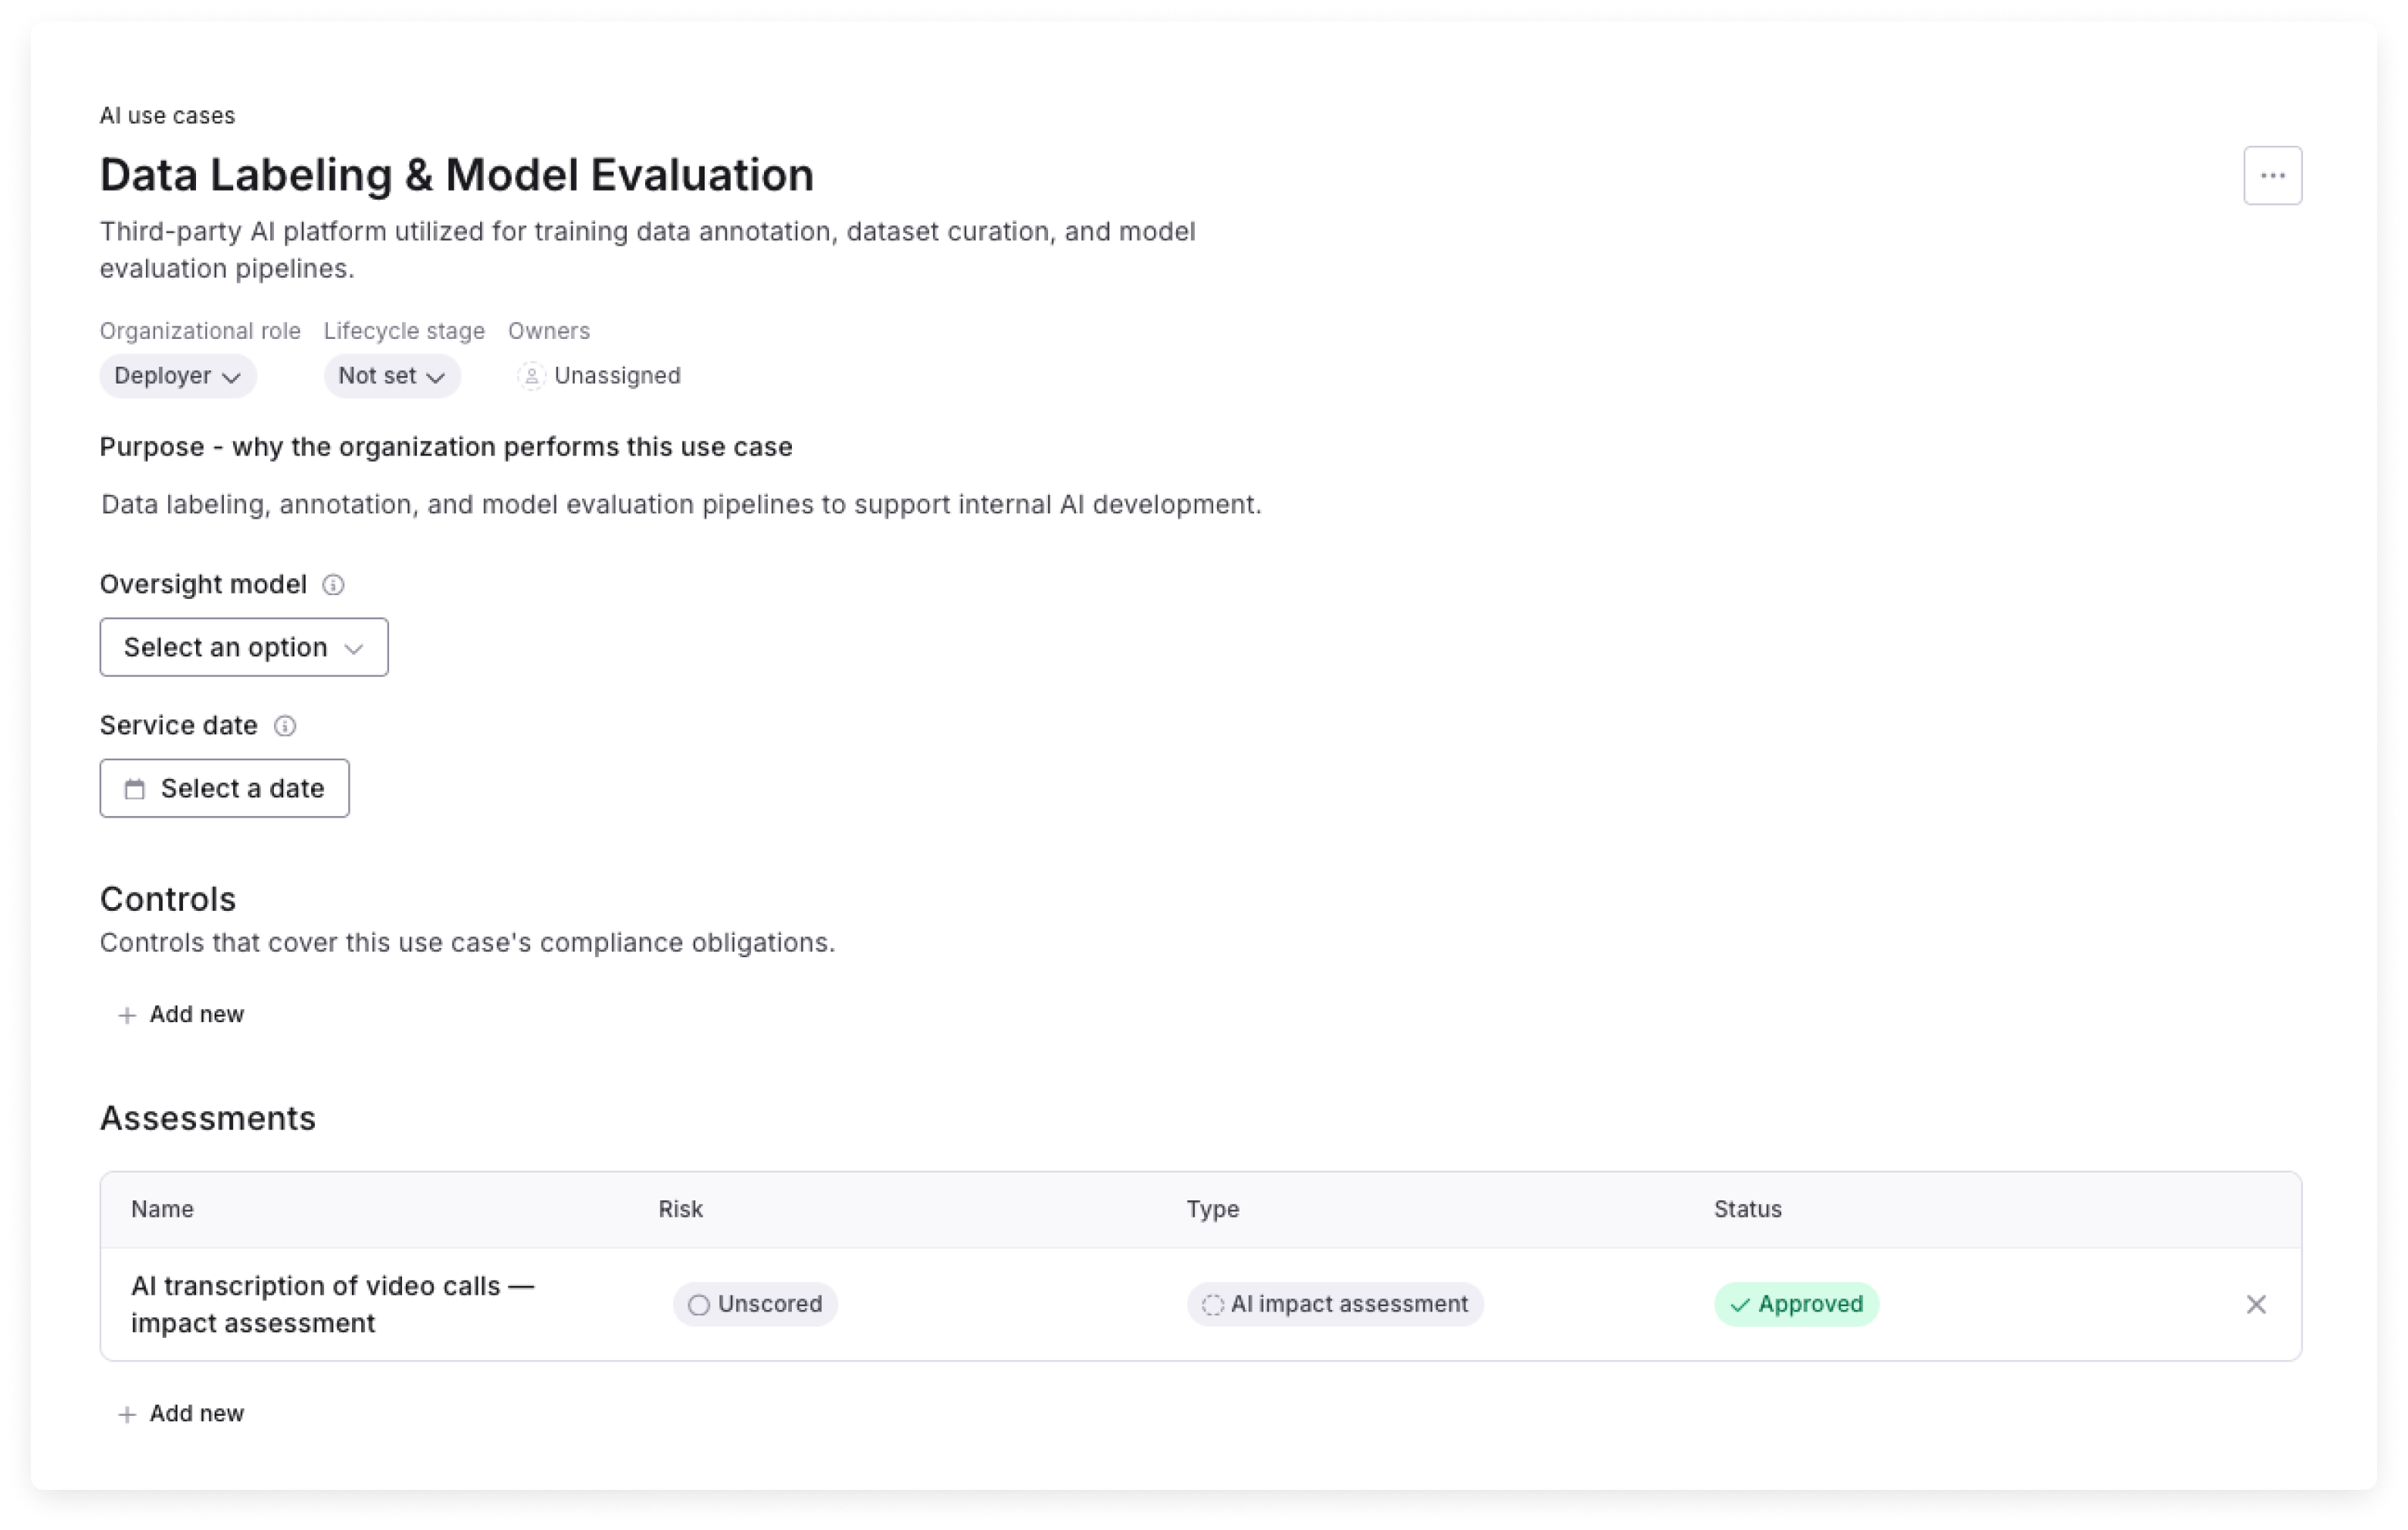 AI use cases
Data Labeling & Model Evaluation
Third-party AI platform utilized for training data annotation, dataset curation, and model
evaluation pipelines.
Organizational role Lifecycle stage Owners
Deployer Not set Unassigned
Purpose - why the organization performs this use case
Data labeling, annotation, and model evaluation pipelines to support internal AI development.
Oversight model
Select an option
Service date
Select a date
Controls
Controls that cover this use case's compliance obligations.
Add new
Assessments
Name Risk Type Status
AI transcription of video calls —
impact assessment
Unscored AI impact assessment Approved
Add new